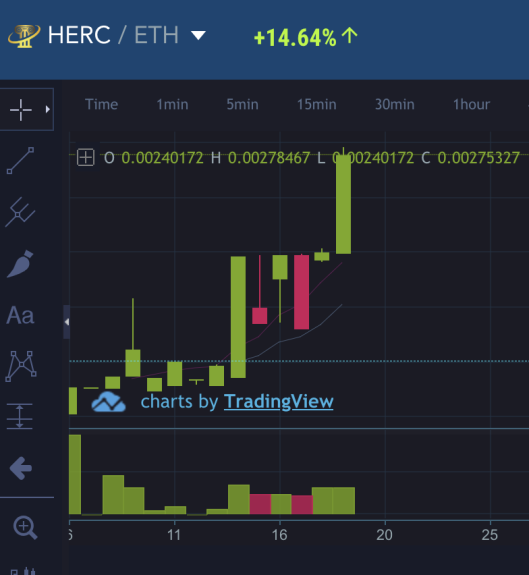 HERC / ETH +14.64%
Time 1min 5min 15min 30min 1hour
O 0.00240172 H 0.00278467 L 0.00240172 C 0.00275327
Aa
charts by TradingView
6 11 16 20 25